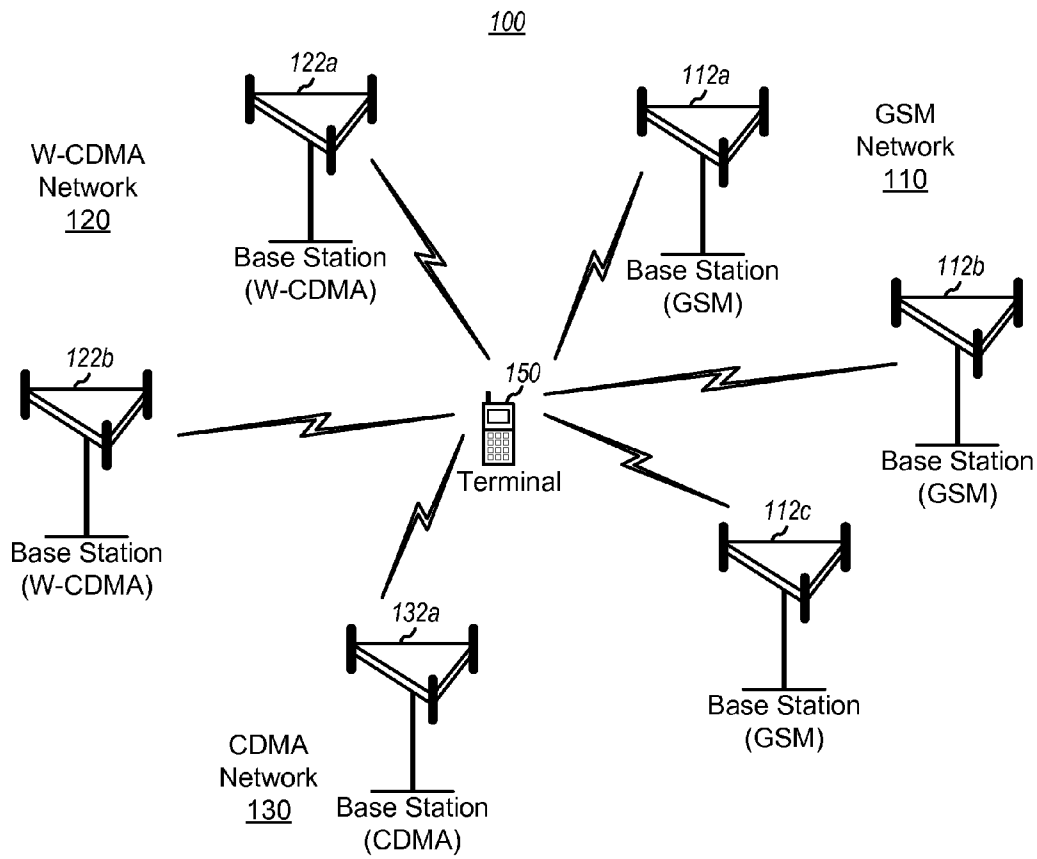 100
122a
112a
W-CDMA
Network
120
GSM
Network
110
Base Station
(W-CDMA)
Base Station
(GSM)
112b
122b
150
Terminal
Base Station
(GSM)
112c
Base Station
(W-CDMA)
132a
Base Station
(GSM)
CDMA
Network
130
Base Station
(CDMA)